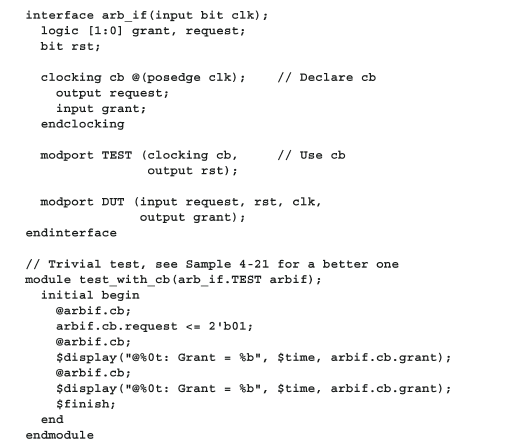 interface arb_if(input bit clk);
  logic [1:0] grant, request;
  bit rst;

  clocking cb @(posedge clk);    // Declare cb
    output request;
    input grant;
  endclocking

  modport TEST (clocking cb,      // Use cb
                output rst);

  modport DUT (input request, rst, clk,
               output grant);
endinterface

// Trivial test, see Sample 4-21 for a better one
module test_with_cb(arb_if.TEST arbif);
  initial begin
    @arbif.cb;
    arbif.cb.request <= 2'b01;
    @arbif.cb;
    $display("@%0t: Grant = %b", $time, arbif.cb.grant);
    @arbif.cb;
    $display("@%0t: Grant = %b", $time, arbif.cb.grant);
    $finish;
  end
endmodule